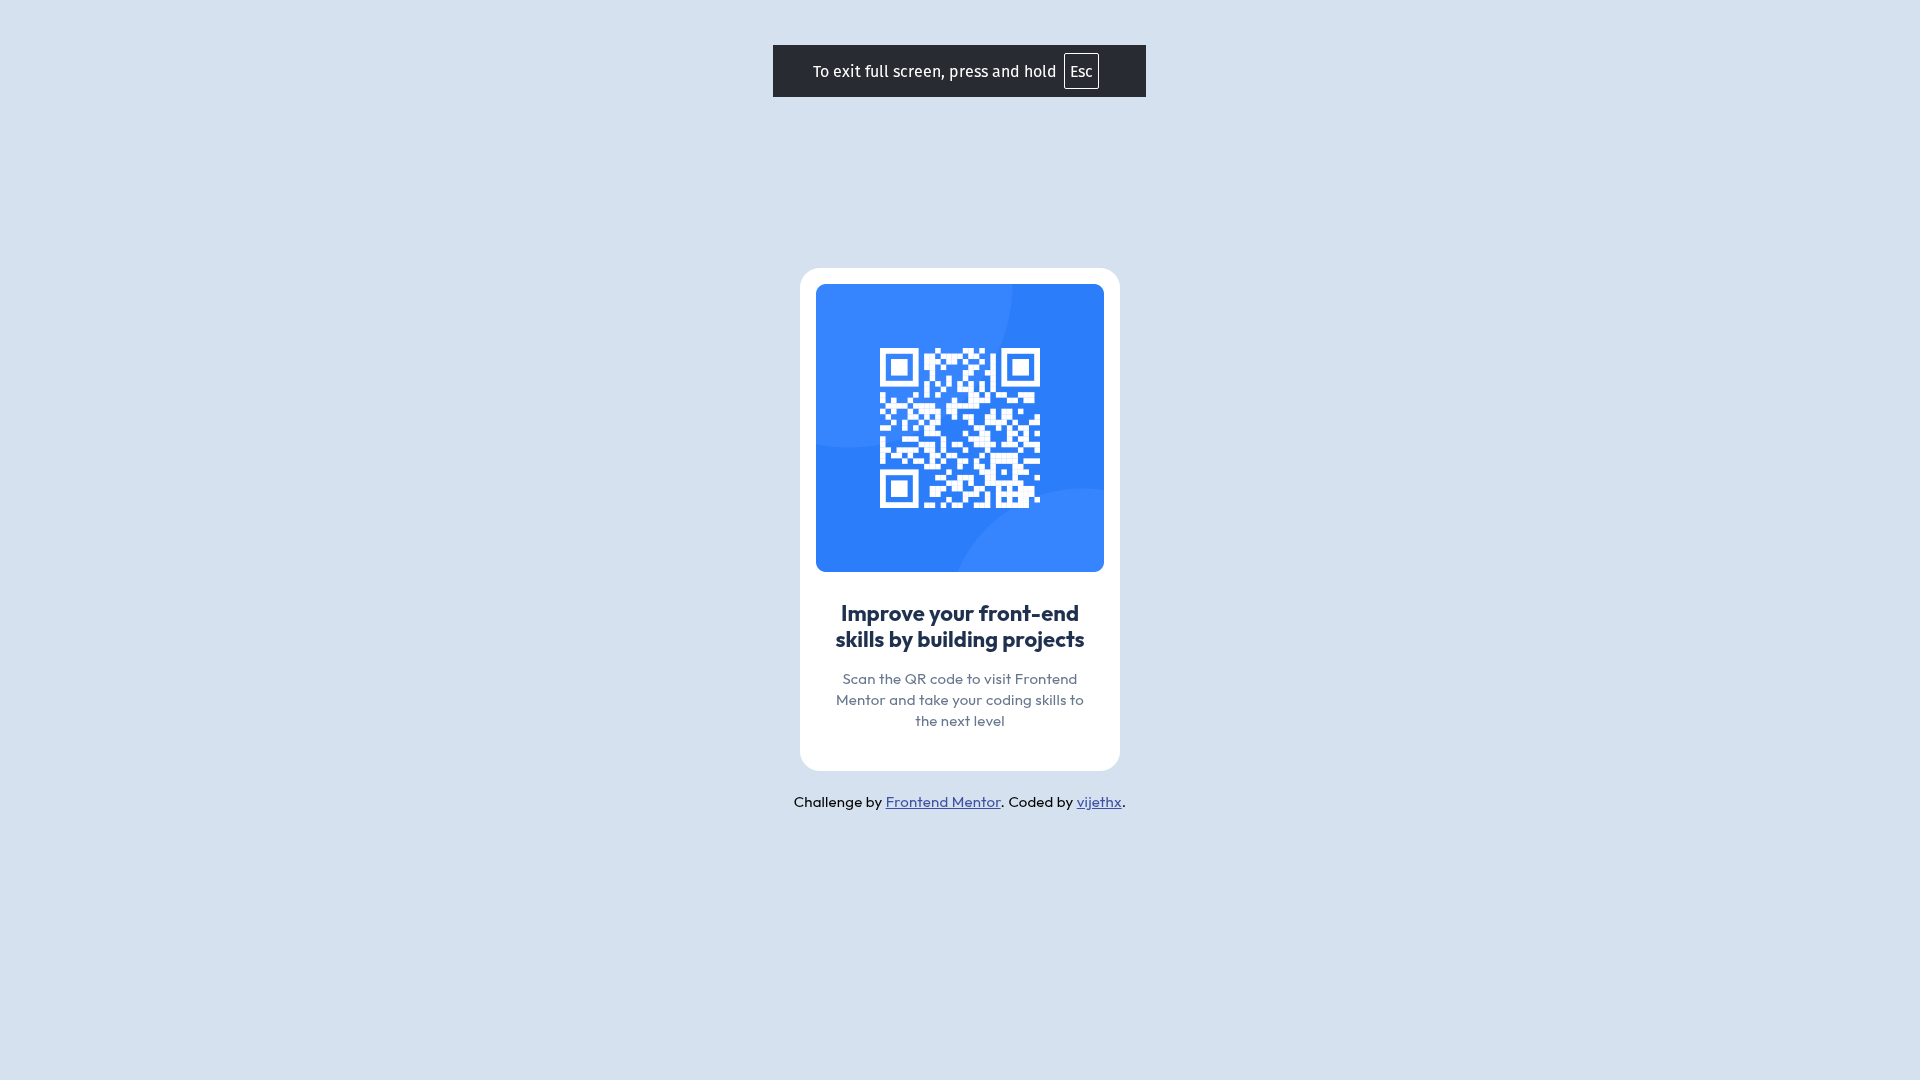 To exit full screen, press and hold Esc
Improve your front-end
skills by building projects
Scan the QR code to visit Frontend
Mentor and take your coding skills to
the next level
Challenge by Frontend Mentor. Coded by vijethx.